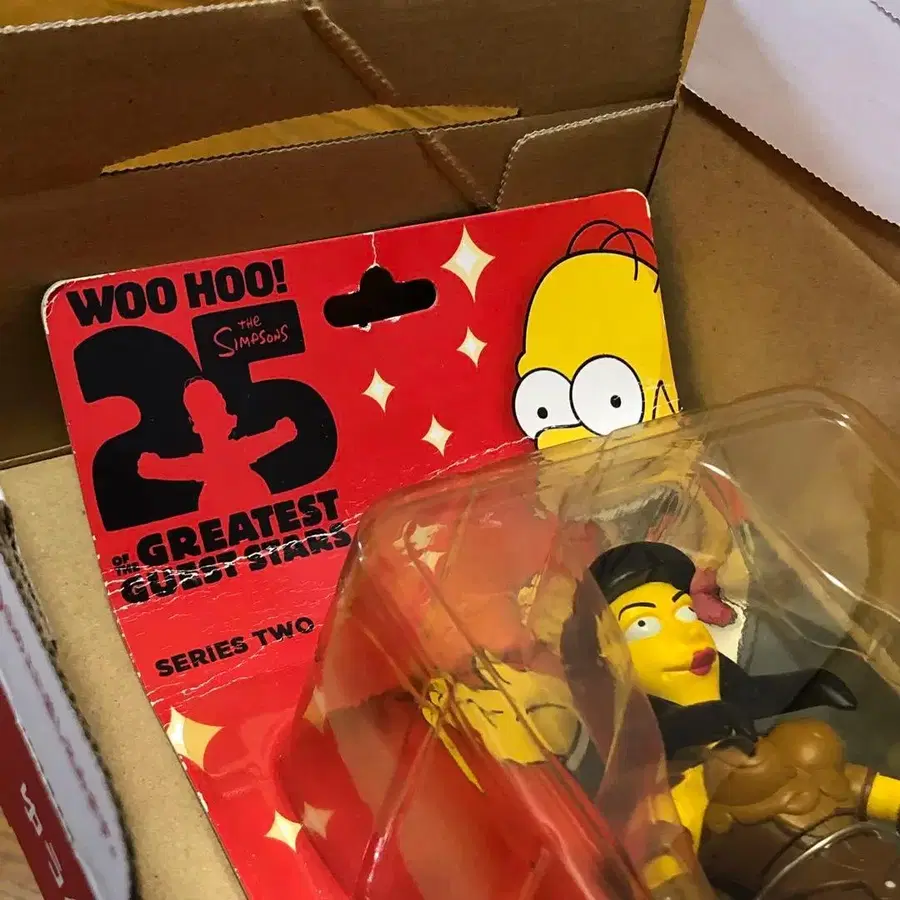 WOO HOO!
25
THE
SIMPSONS
OF THE GREATEST
GUEST STARS
SERIES TWO